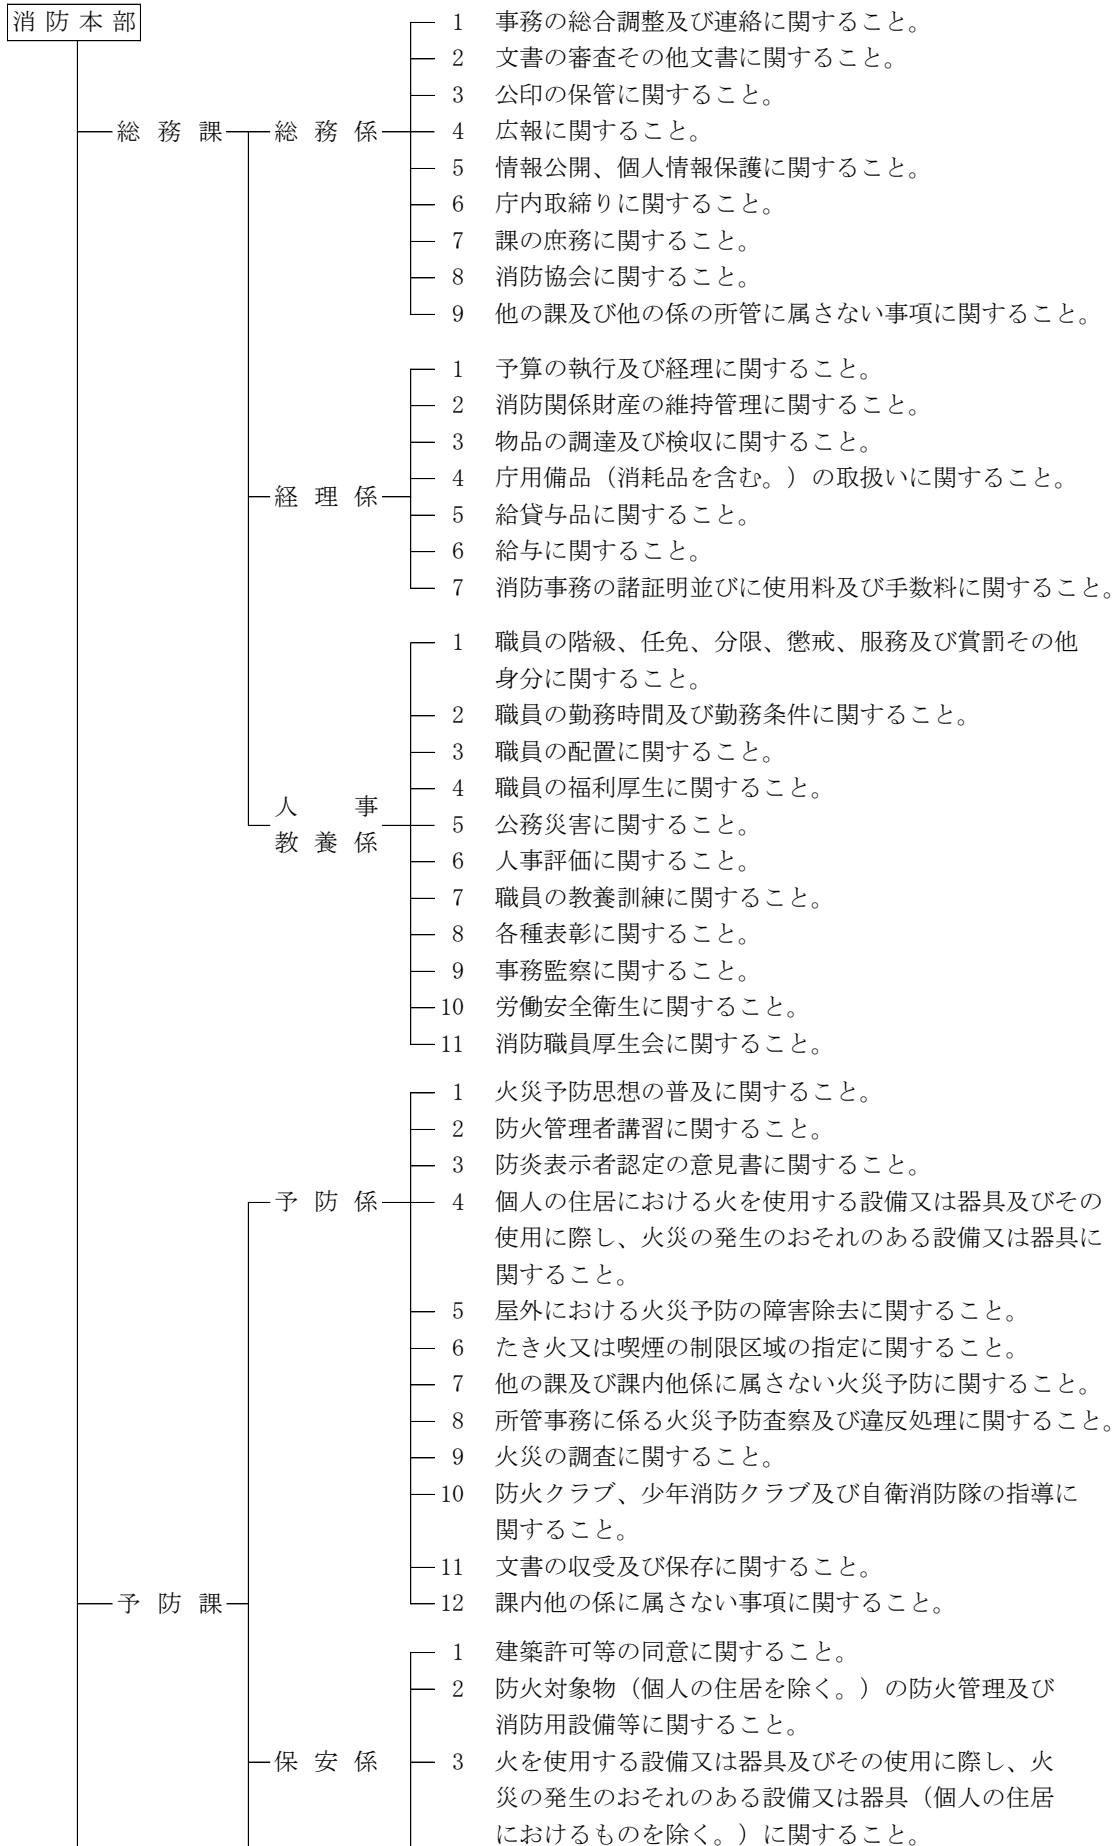 消防本部
1 事務の総合調整及び連絡に関すること。
2 文書の審査その他文書に関すること。
3 公印の保管に関すること。
総務課 総務係 4 広報に関すること。
5 情報公開、個人情報保護に関すること。
6 庁内取締りに関すること。
7 課の庶務に関すること。
8 消防協会に関すること。
9 他の課及び他の係の所管に属さない事項に関すること。
1 予算の執行及び経理に関すること。
2 消防関係財産の維持管理に関すること。
3 物品の調達及び検収に関すること。
経理係 4 庁用備品（消耗品を含む。）の取扱いに関すること。
5 給貸与品に関すること。
6 給与に関すること。
7 消防事務の諸証明並びに使用料及び手数料に関すること。
1 職員の階級、任免、分限、懲戒、服務及び賞罰その他
身分に関すること。
2 職員の勤務時間及び勤務条件に関すること。
3 職員の配置に関すること。
4 職員の福利厚生に関すること。
人事
教養係
5 公務災害に関すること。
6 人事評価に関すること。
7 職員の教養訓練に関すること。
8 各種表彰に関すること。
9 事務監察に関すること。
10 労働安全衛生に関すること。
11 消防職員厚生会に関すること。
1 火災予防思想の普及に関すること。
2 防火管理者講習に関すること。
3 防炎表示者認定の意見書に関すること。
予防係 4 個人の住居における火を使用する設備又は器具及びその
使用に際し、火災の発生のおそれのある設備又は器具に
関すること。
5 屋外における火災予防の障害除去に関すること。
6 たき火又は喫煙の制限区域の指定に関すること。
7 他の課及び課内他係に属さない火災予防に関すること。
8 所管事務に係る火災予防査察及び違反処理に関すること。
9 火災の調査に関すること。
10 防火クラブ、少年消防クラブ及び自衛消防隊の指導に
関すること。
11 文書の収受及び保存に関すること。
予防課 12 課内他の係に属さない事項に関すること。
1 建築許可等の同意に関すること。
2 防火対象物（個人の住居を除く。）の防火管理及び
消防用設備等に関すること。
保安係 3 火を使用する設備又は器具及びその使用に際し、火
災の発生のおそれのある設備又は器具（個人の住居
におけるものを除く。）に関すること。